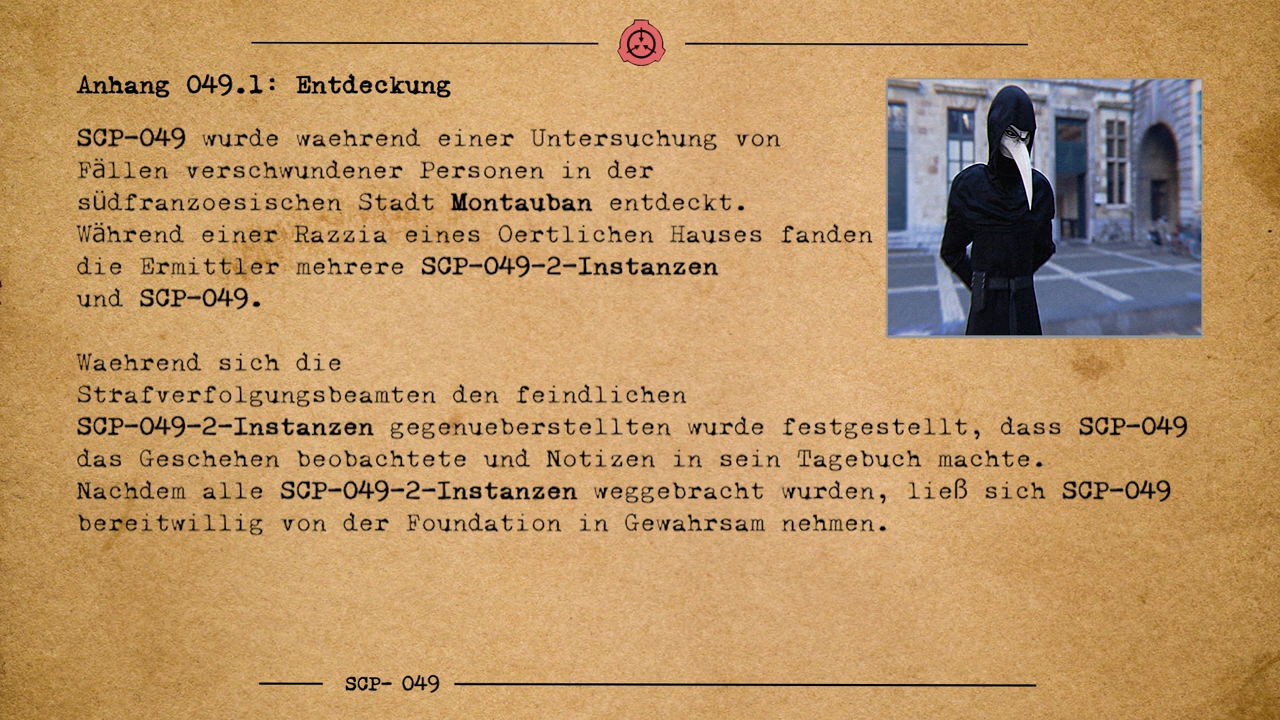 Anhang 049.1: Entdeckung
SCP-049 wurde waehrend einer Untersuchung von
Fällen verschwundener Personen in der
südfranzoesischen Stadt Montauban entdeckt.
Während einer Razzia eines Oertlichen Hauses fanden
die Ermittler mehrere SCP-049-2-Instanzen
und SCP-049.
Waehrend sich die
Strafverfolgungsbeamten den feindlichen
SCP-049-2-Instanzen gegenueberstellten wurde festgestellt, dass SCP-049
das Geschehen beobachtete und Notizen in sein Tagebuch machte.
Nachdem alle SCP-049-2-Instanzen weggebracht wurden, ließ sich SCP-049
bereitwillig von der Foundation in Gewahrsam nehmen.
SCP- 049